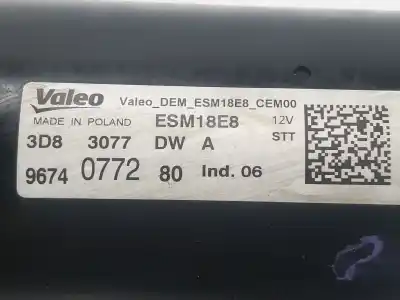 Valeo Valeo_DEM_ESM18E8_CEM00
MADE IN POLAND ESM18E8 12V
3D8 3077 DW A STT
9674 0772 80 Ind. 06